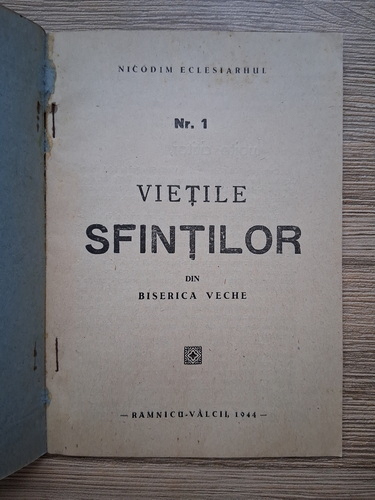 NICODIM ECLESIARHUL
Nr. 1
VIEȚILE
SFINȚILOR
DIN
BISERICA VECHE
— RAMNICU-VÂLCII, 1944 —